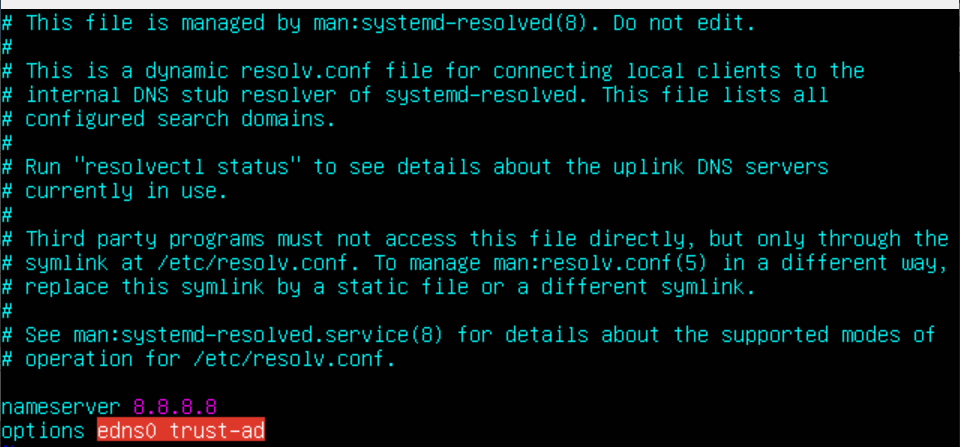 # This file is managed by man:systemd-resolved(8). Do not edit.
#
# This is a dynamic resolv.conf file for connecting local clients to the
# internal DNS stub resolver of systemd-resolved. This file lists all
# configured search domains.
#
# Run "resolvectl status" to see details about the uplink DNS servers
# currently in use.
#
# Third party programs must not access this file directly, but only through the
# symlink at /etc/resolv.conf. To manage man:resolv.conf(5) in a different way,
# replace this symlink by a static file or a different symlink.
#
# See man:systemd-resolved.service(8) for details about the supported modes of
# operation for /etc/resolv.conf.
nameserver 8.8.8.8
options edns0 trust-ad